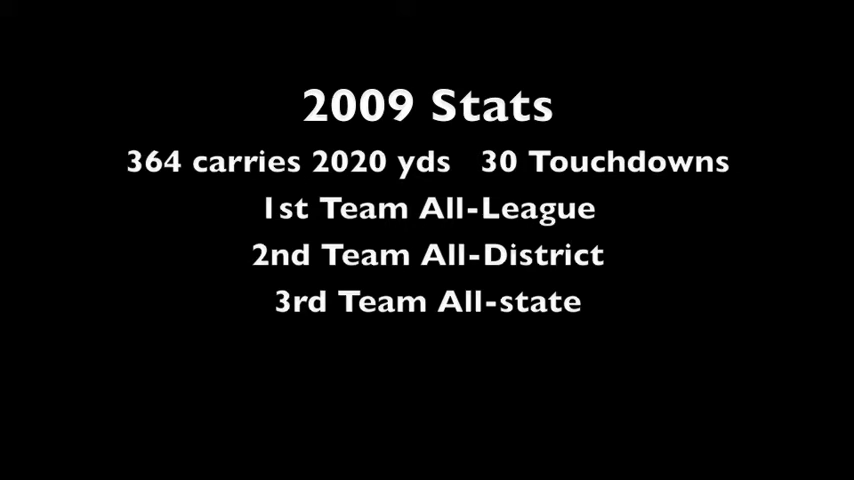 2009 Stats
364 carries 2020 yds 30 Touchdowns
1st Team All-League
2nd Team All-District
3rd Team All-state